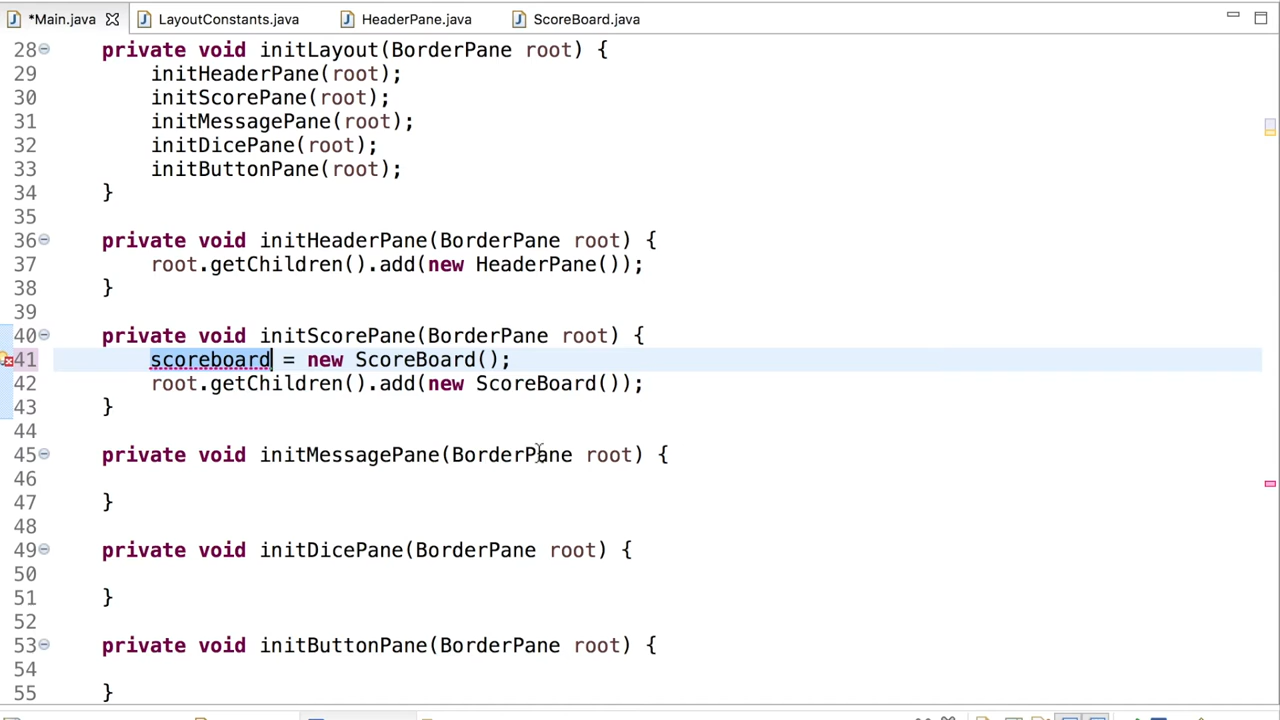 *Main.java LayoutConstants.java HeaderPane.java ScoreBoard.java
28 private void initLayout(BorderPane root) {
29 initHeaderPane(root);
30 initScorePane(root);
31 initMessagePane(root);
32 initDicePane(root);
33 initButtonPane(root);
34 }
35
36 private void initHeaderPane(BorderPane root) {
37 root.getChildren().add(new HeaderPane());
38 }
39
40 private void initScorePane(BorderPane root) {
41 scoreboard = new ScoreBoard();
42 root.getChildren().add(new ScoreBoard());
43 }
44
45 private void initMessagePane(BorderPane root) {
46
47 }
48
49 private void initDicePane(BorderPane root) {
50
51 }
52
53 private void initButtonPane(BorderPane root) {
54
55 }